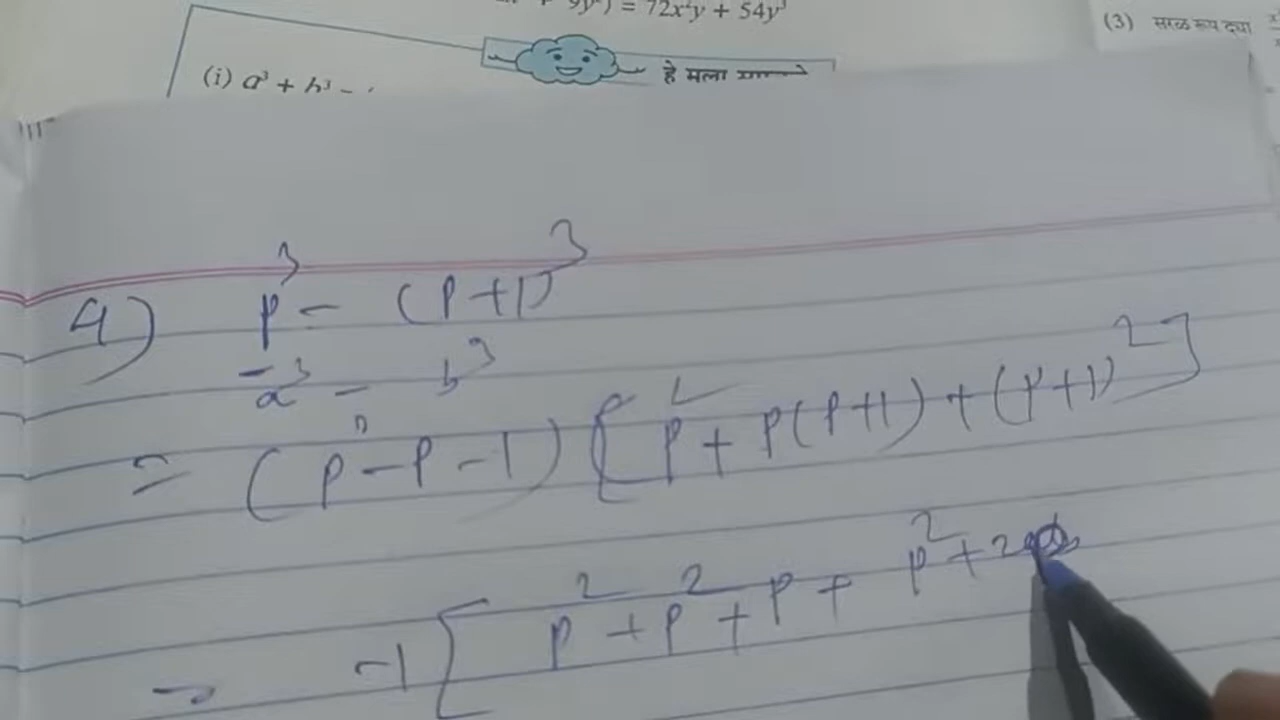 9y²) = 72x²y + 54y³
(3) सरळ रूप द्या
(i) a³ + b³ -
हे मला
4) p³ - (p+1)³
a³ - b³
= (p - p - 1) [p² + p(p+1) + (p+1)²]
= -1 [p² + p² + p + p² + 2